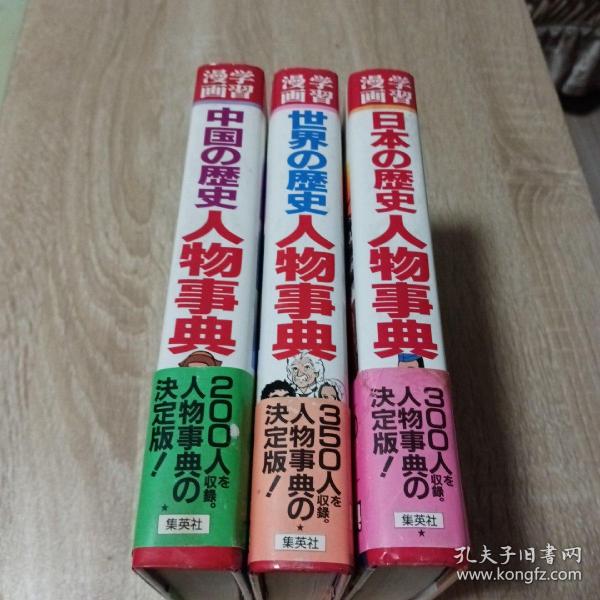 学習
漫画
中国の歴史
人物事典
200人を収録。
人物事典の
決定版!
集英社
学習
漫画
世界の歴史
人物事典
350人を収録。
人物事典の
決定版!
集英社
学習
漫画
日本の歴史
人物事典
300人を収録。
人物事典の
決定版!
集英社
孔夫子旧书网
www.kongfz.com